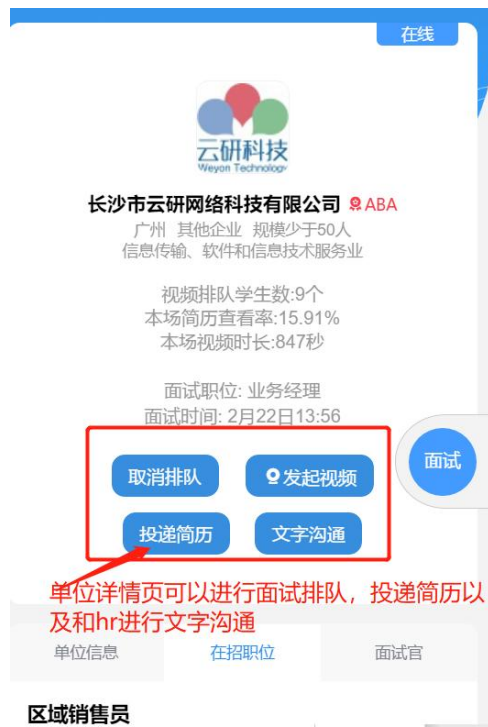 在线
云研科技
Weyon Technology
长沙市云研网络科技有限公司 ABA
广州 其他企业 规模少于50人
信息传输、软件和信息技术服务业
视频排队学生数:9个
本场简历查看率:15.91%
本场视频时长:847秒
面试职位: 业务经理
面试时间: 2月22日13:56
取消排队 发起视频
面试
投递简历 文字沟通
单位详情页可以进行面试排队，投递简历以
及和hr进行文字沟通
单位信息 在招职位 面试官
区域销售员